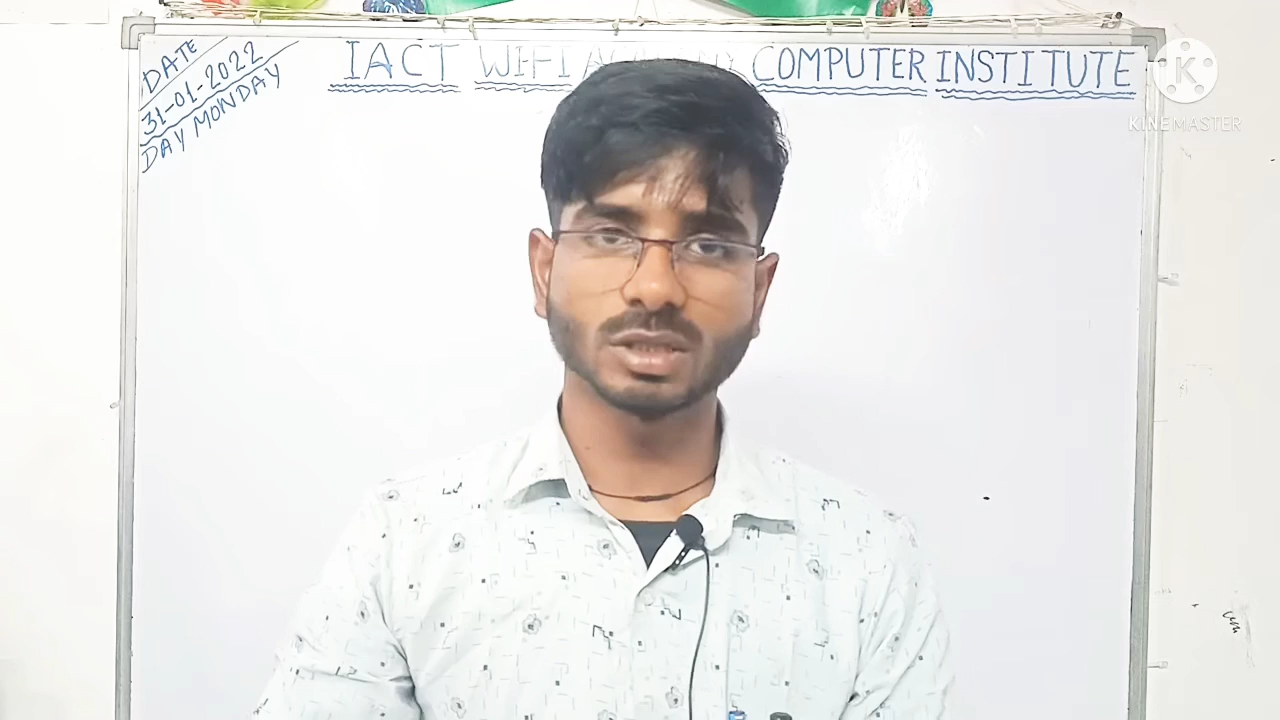 DATE
31-01-2022
DAY MONDAY
IACT WIFI COMPUTER INSTITUTE
KINEMASTER